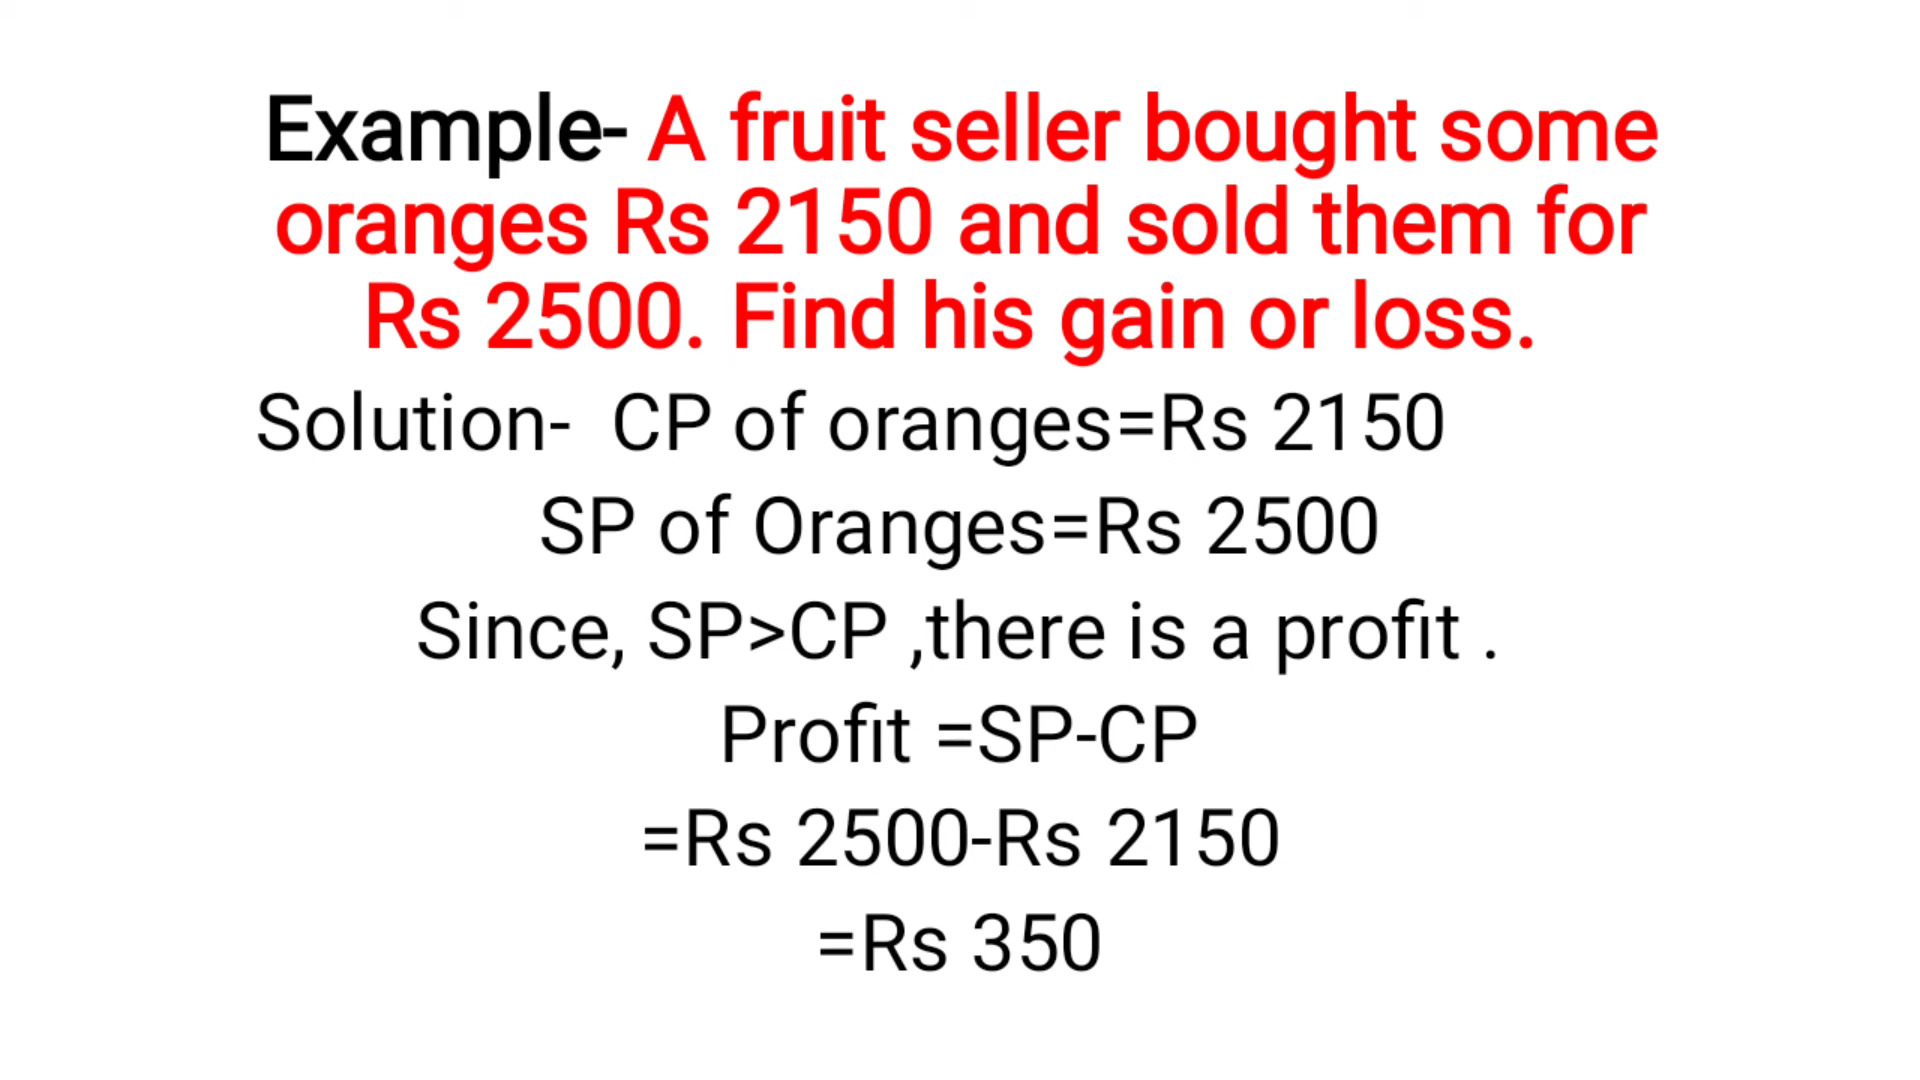 Example- A fruit seller bought some
oranges Rs 2150 and sold them for
Rs 2500. Find his gain or loss.
Solution-  CP of oranges=Rs 2150
SP of Oranges=Rs 2500
Since, SP>CP ,there is a profit .
Profit =SP-CP
=Rs 2500-Rs 2150
=Rs 350